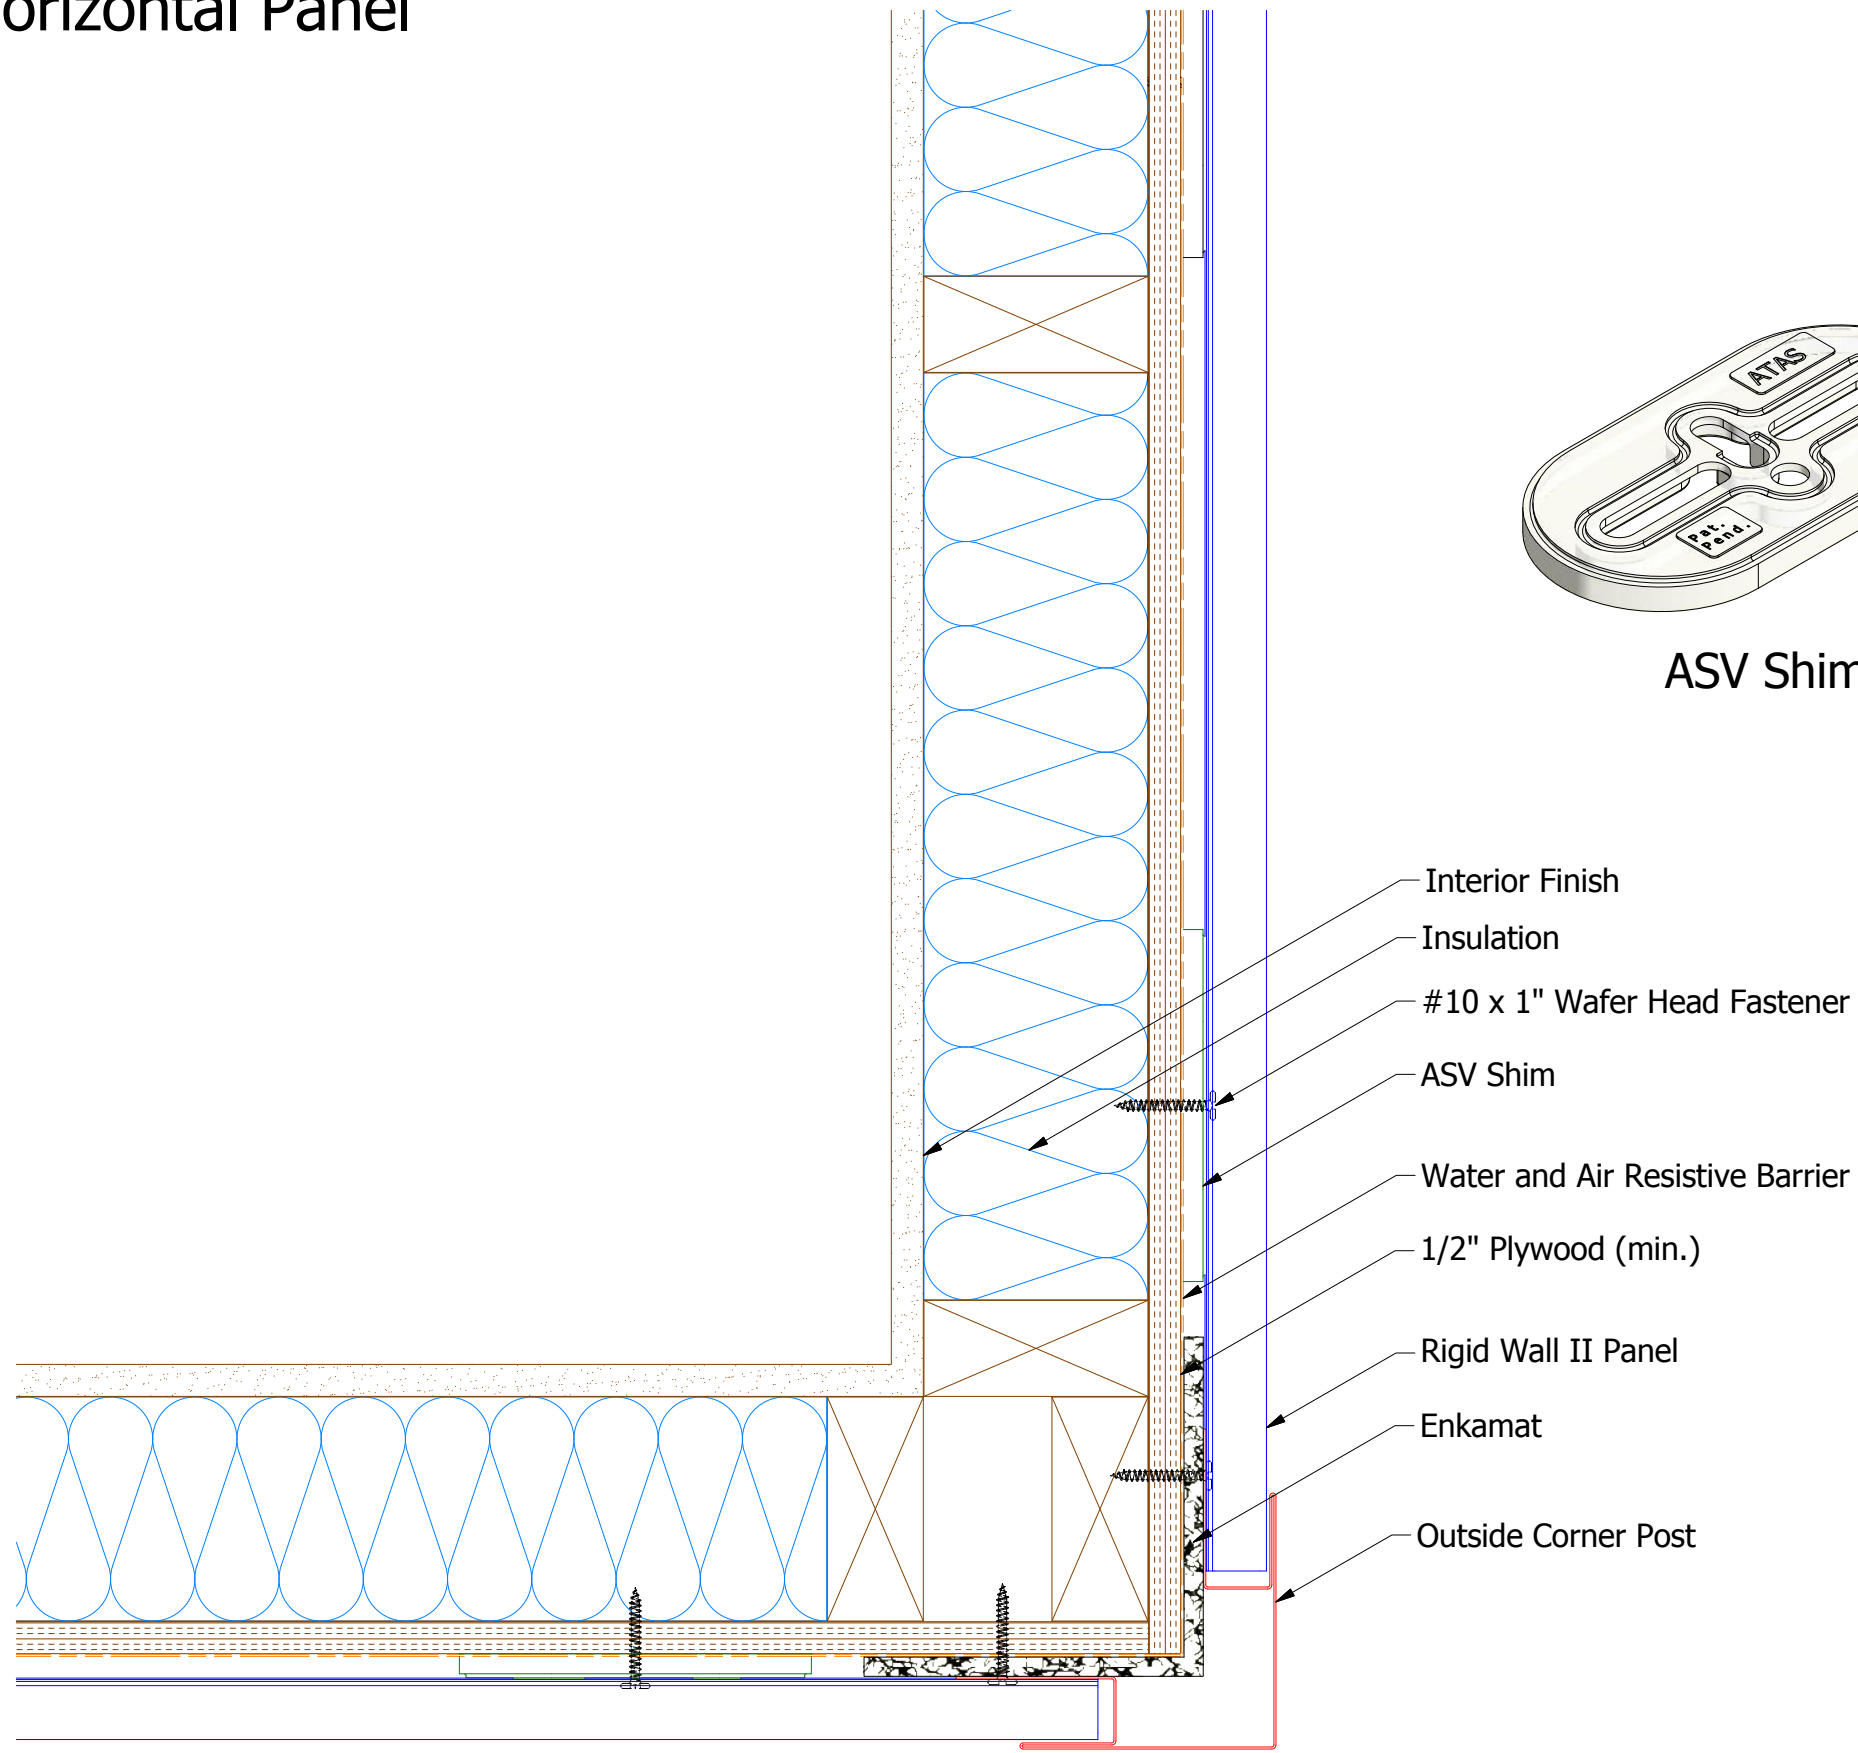 orizontal Panel
ATAS
Pat.
Pend.
ASV Shim
Interior Finish
Insulation
#10 x 1" Wafer Head Fastener
ASV Shim
Water and Air Resistive Barrier
1/2" Plywood (min.)
Rigid Wall II Panel
Enkamat
Outside Corner Post